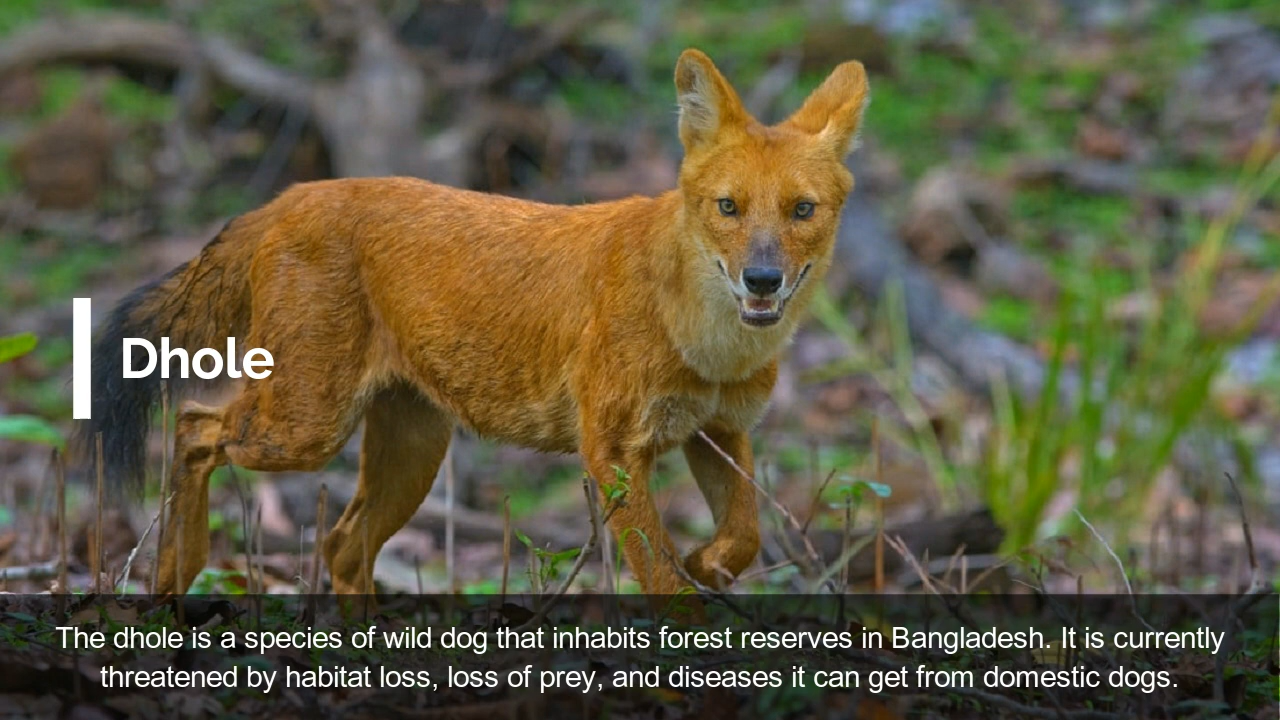 Dhole
The dhole is a species of wild dog that inhabits forest reserves in Bangladesh. It is currently
threatened by habitat loss, loss of prey, and diseases it can get from domestic dogs.